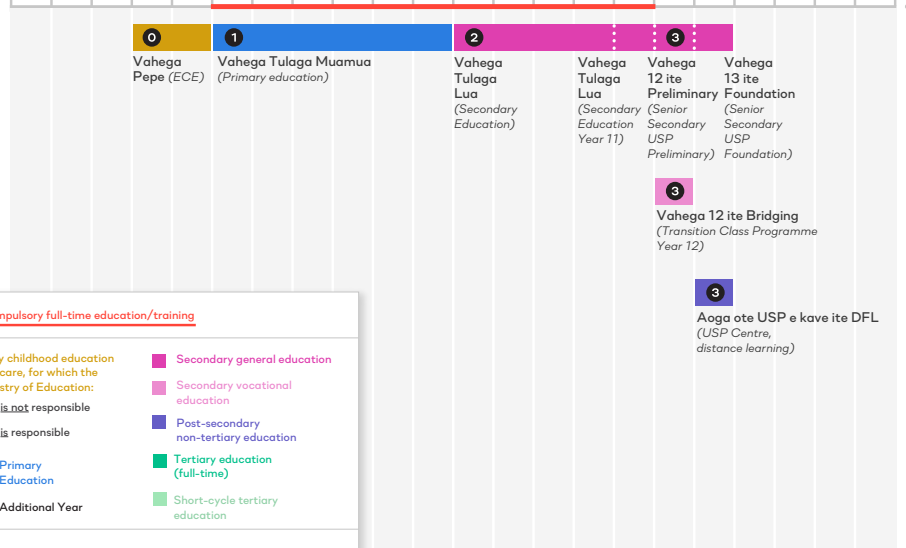 0
1
2
3
Vahega
Pepe (ECE)
Vahega Tulaga Muamua
(Primary education)
Vahega
Tulaga
Lua
(Secondary
Education)
Vahega
Tulaga
Lua
(Secondary
Education
Year 11)
Vahega
12 ite
Preliminary
(Senior
Secondary
USP
Preliminary)
Vahega
13 ite
Foundation
(Senior
Secondary
USP
Foundation)
3
Vahega 12 ite Bridging
(Transition Class Programme
Year 12)
3
Aoga ote USP e kave ite DFL
(USP Centre,
distance learning)
mpulsory full-time education/training
y childhood education
care, for which the
stry of Education:
is not responsible
is responsible
Primary
Education
Additional Year
Secondary general education
Secondary vocational
education
Post-secondary
non-tertiary education
Tertiary education
(full-time)
Short-cycle tertiary
education